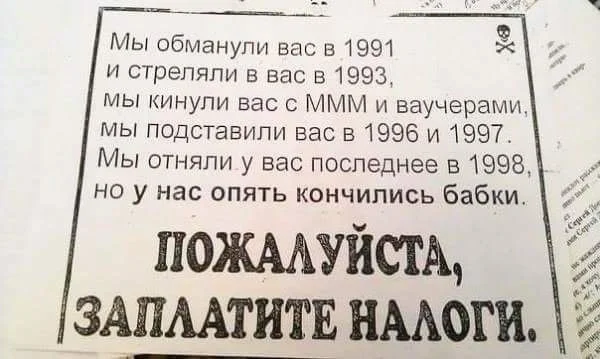 Мы обманули вас в 1991
и стреляли в вас в 1993,
мы кинули вас с МММ и ваучерами,
мы подставили вас в 1996 и 1997.
Мы отняли у вас последнее в 1998,
но у нас опять кончились бабки.
ПОЖАЛУЙСТА,
ЗАПЛАТИТЕ НАЛОГИ.